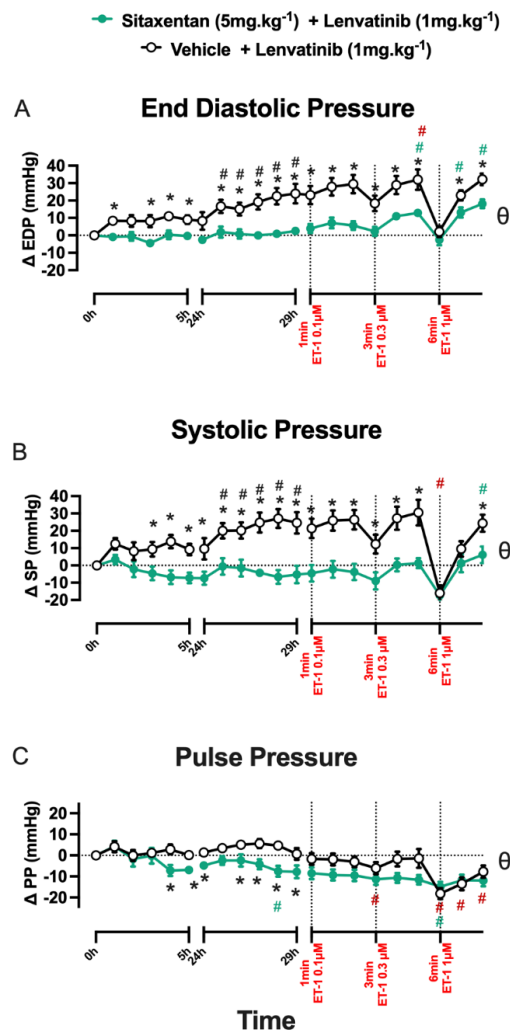 Sitaxentan (5mg.kg⁻¹) + Lenvatinib (1mg.kg⁻¹)
Vehicle + Lenvatinib (1mg.kg⁻¹)
A
End Diastolic Pressure
# # # # # # # #
* * * * * * * * * * * * * * * * * *
Δ EDP (mmHg)
40
30
20
10
0
-10
-20
θ
0h
5h
24h
29h
1min
ET-1 0.1µM
3min
ET-1 0.3 µM
6min
ET-1 1µM
B
Systolic Pressure
# # # # # # #
* * * * * * * * * * * * * * * *
Δ SP (mmHg)
40
30
20
10
0
-10
-20
θ
0h
5h
24h
29h
1min
ET-1 0.1µM
3min
ET-1 0.3 µM
6min
ET-1 1µM
C
Pulse Pressure
Δ PP (mmHg)
20
10
0
-10
-20
θ
* * * * * * *
# # # # # #
0h
5h
24h
29h
1min
ET-1 0.1µM
3min
ET-1 0.3 µM
6min
ET-1 1µM
Time